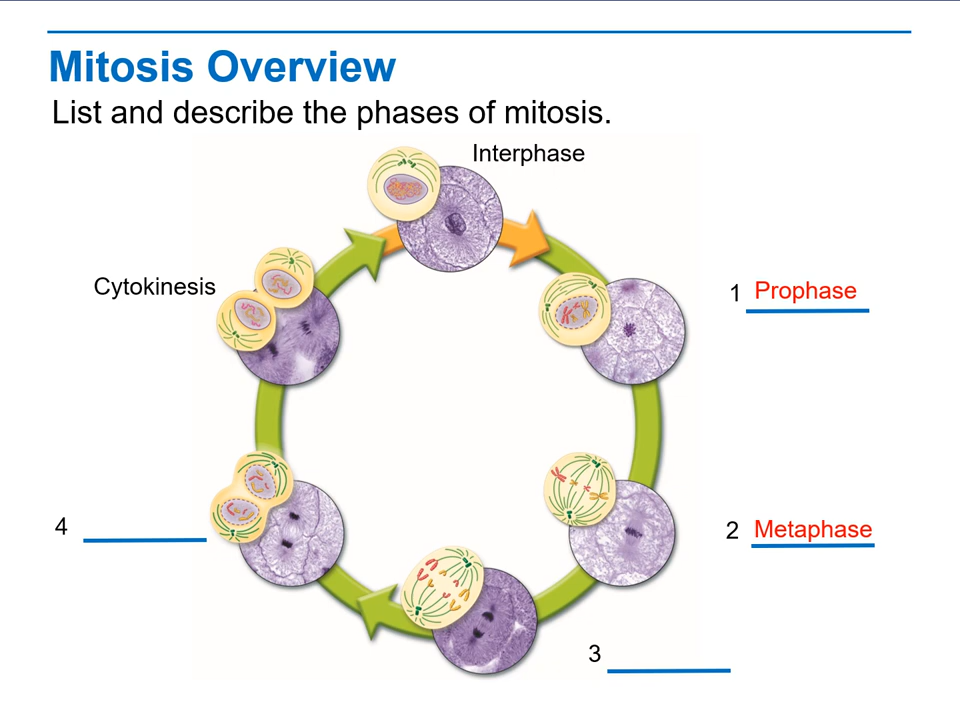 Mitosis Overview
List and describe the phases of mitosis.
Interphase
Cytokinesis
1 Prophase
4
2 Metaphase
3